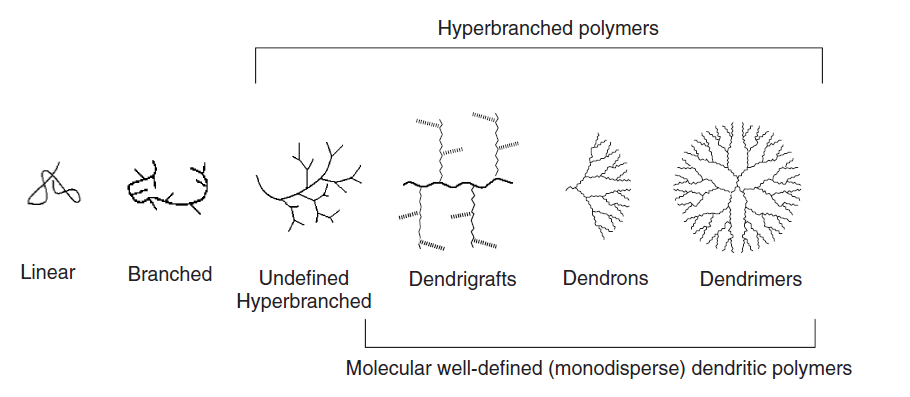 Hyperbranched polymers
Linear
Branched
Undefined
Hyperbranched
Dendrigrafts
Dendrons
Dendrimers
Molecular well-defined (monodisperse) dendritic polymers